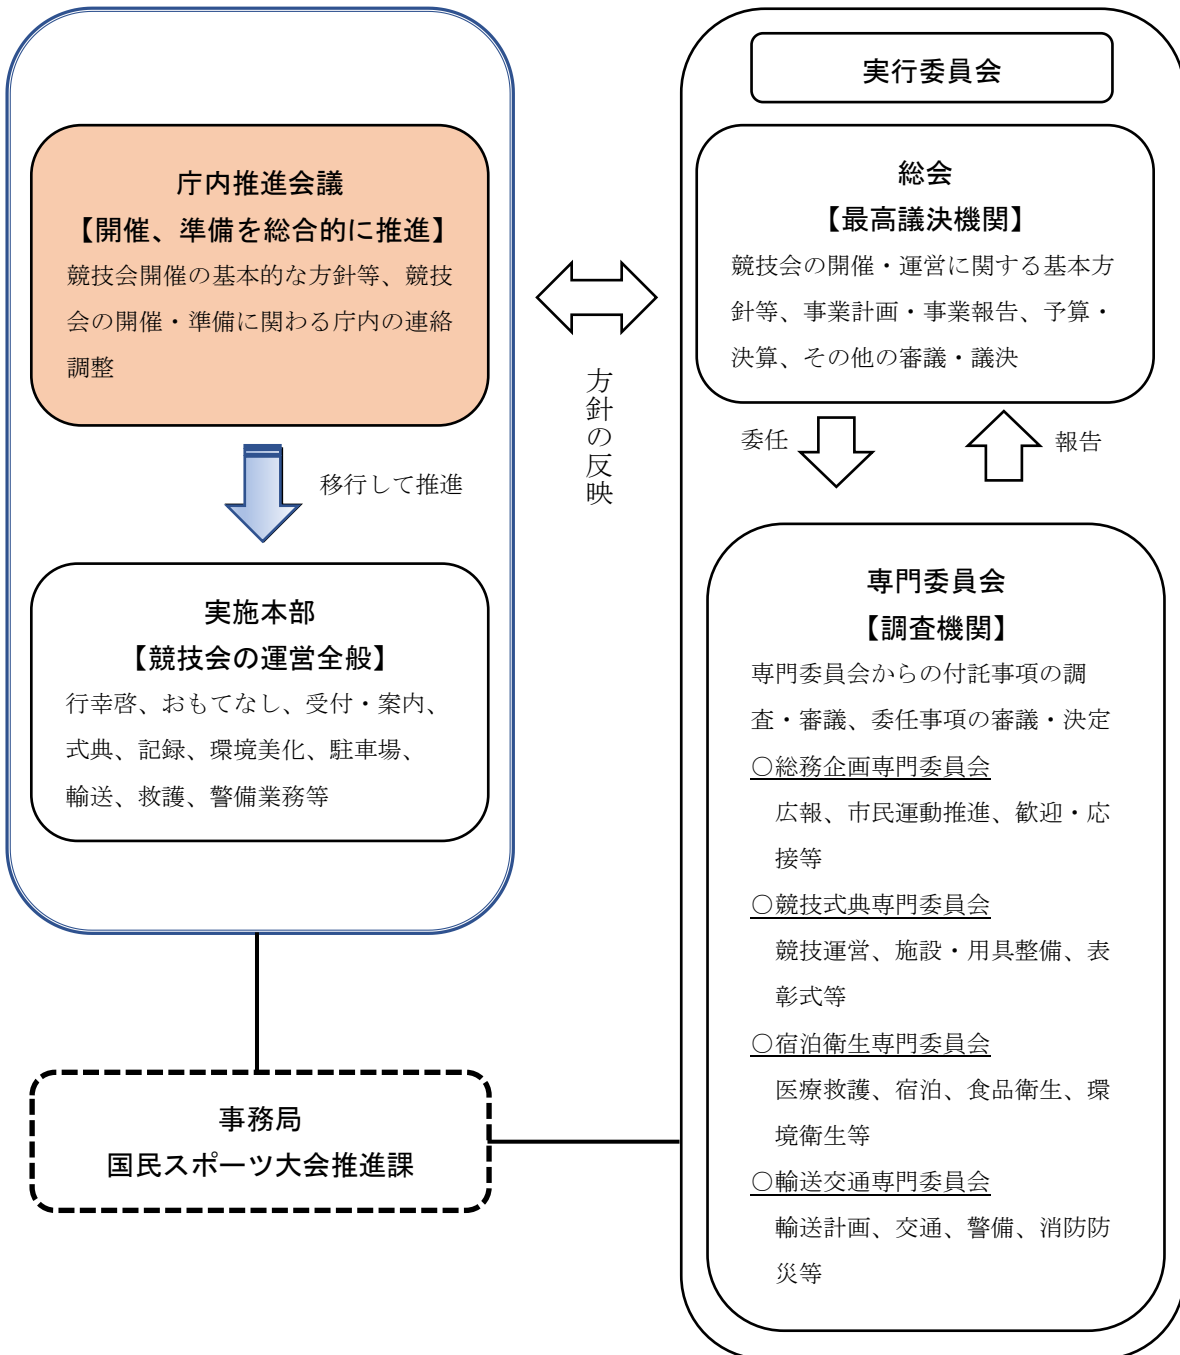 庁内推進会議
【開催、準備を総合的に推進】
競技会開催の基本的な方針等、競技
会の開催・準備に関わる庁内の連絡
調整
移行して推進
実施本部
【競技会の運営全般】
行幸啓、おもてなし、受付・案内、
式典、記録、環境美化、駐車場、
輸送、救護、警備業務等
事務局
国民スポーツ大会推進課
方針の反映
実行委員会
総会
【最高議決機関】
競技会の開催・運営に関する基本方
針等、事業計画・事業報告、予算・
決算、その他の審議・議決
委任
報告
専門委員会
【調査機関】
専門委員会からの付託事項の調
査・審議、委任事項の審議・決定
〇総務企画専門委員会
広報、市民運動推進、歓迎・応
接等
〇競技式典専門委員会
競技運営、施設・用具整備、表
彰式等
〇宿泊衛生専門委員会
医療救護、宿泊、食品衛生、環
境衛生等
〇輸送交通専門委員会
輸送計画、交通、警備、消防防
災等